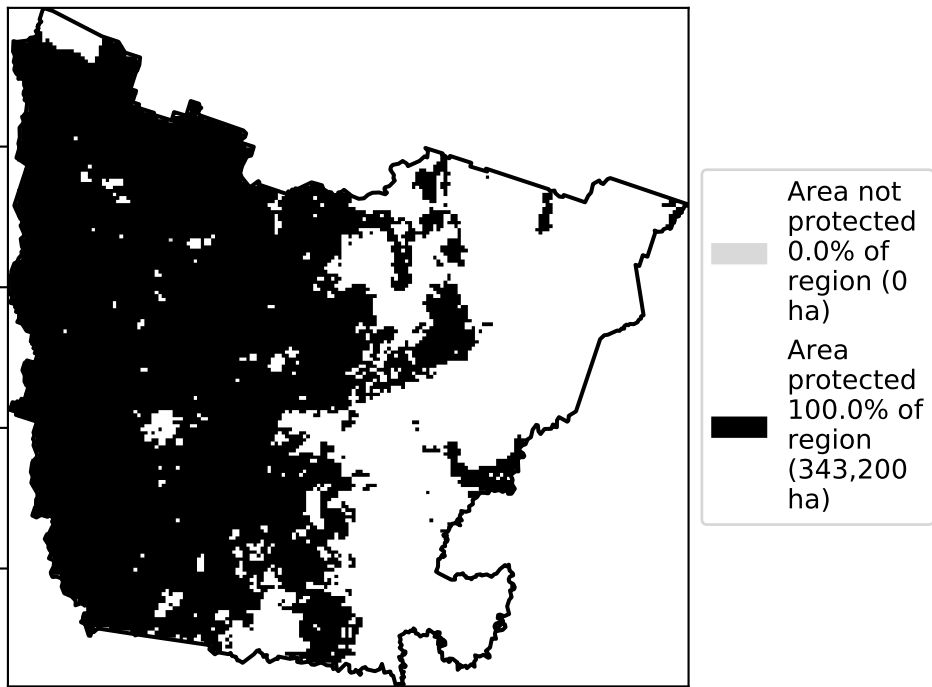 Area not
protected
0.0% of
region (0
ha)
Area
protected
100.0% of
region
(343,200
ha)